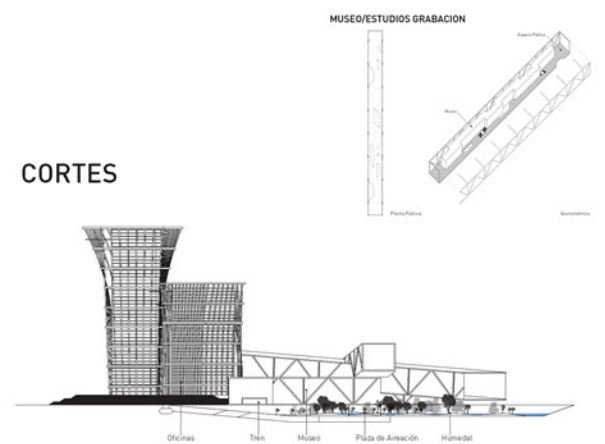 MUSEO/ESTUDIOS GRABACION
Espacio Público
Museo
Planta Pública
Axonométrico
CORTES
Oficinas
Tren
Museo
Plaza de Aireación
Humedal